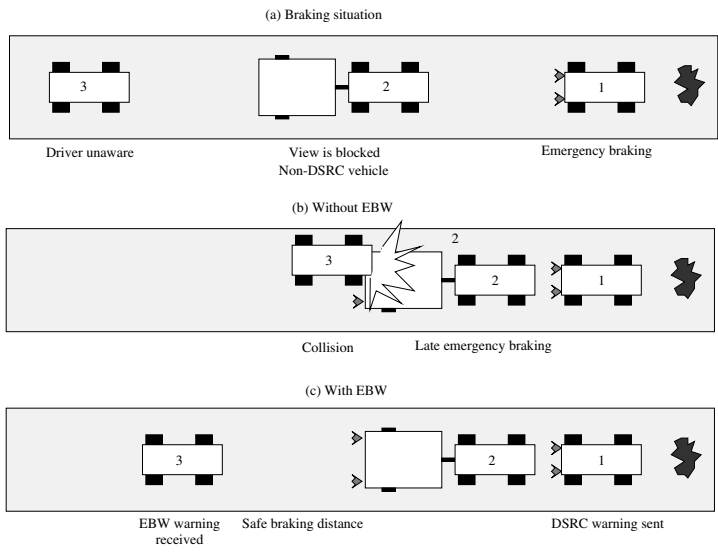 (a) Braking situation
3
2
1
Driver unaware
View is blocked
Non-DSRC vehicle
Emergency braking
(b) Without EBW
3
2
2
1
Collision
Late emergency braking
(c) With EBW
3
2
1
EBW warning
received
Safe braking distance
DSRC warning sent